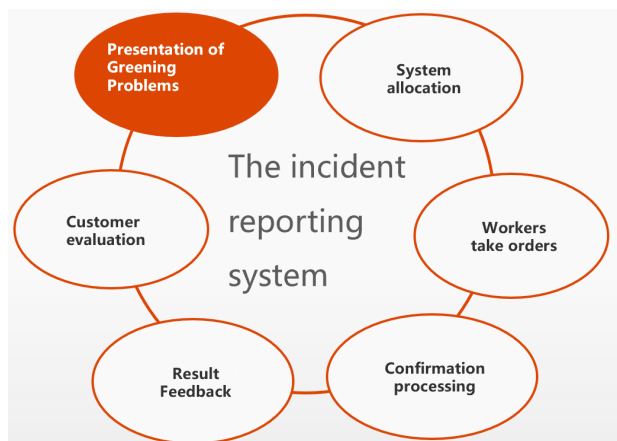 Presentation of
Greening
Problems
System
allocation
The incident
reporting
system
Customer
evaluation
Workers
take orders
Result
Feedback
Confirmation
processing